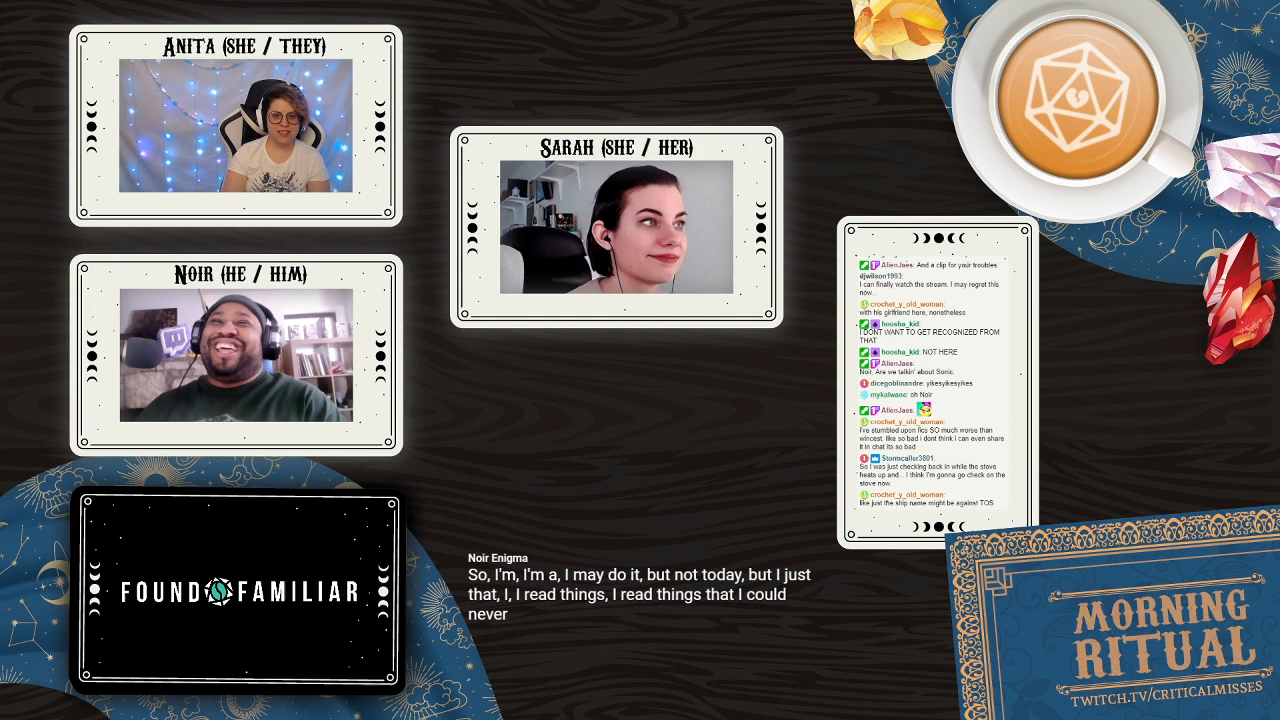 Anita (she / they)
Sarah (she / her)
Noir (he / him)
AlienJaes: And a clip for your troubles
djwilson1993:
I can finally watch the stream. I may regret this
now...
crochet_y_old_woman:
with his girlfriend here, nonetheless
hoosha_kid:
I DONT WANT TO GET RECOGNIZED FROM
THAT
hoosha_kid: NOT HERE
AlienJaes:
Noir. Are we talkin' about Sonic.
dicegoblinandre: yikesyikesyikes
mykalwane: oh Noir
AlienJaes:
crochet_y_old_woman:
i've stumbled upon fics SO much worse than
wincest. like so bad i dont think i can even share
it in chat its so bad
Stormcaller3801:
So I was just checking back in while the stove
heats up and... I think I'm gonna go check on the
stove now.
crochet_y_old_woman:
like just the ship name might be against TOS
FOUND FAMILIAR
Noir Enigma
So, I'm, I'm a, I may do it, but not today, but I just
that, I, I read things, I read things that I could
never
MORNING
RITUAL
TWITCH.TV/CRITICALMISSES